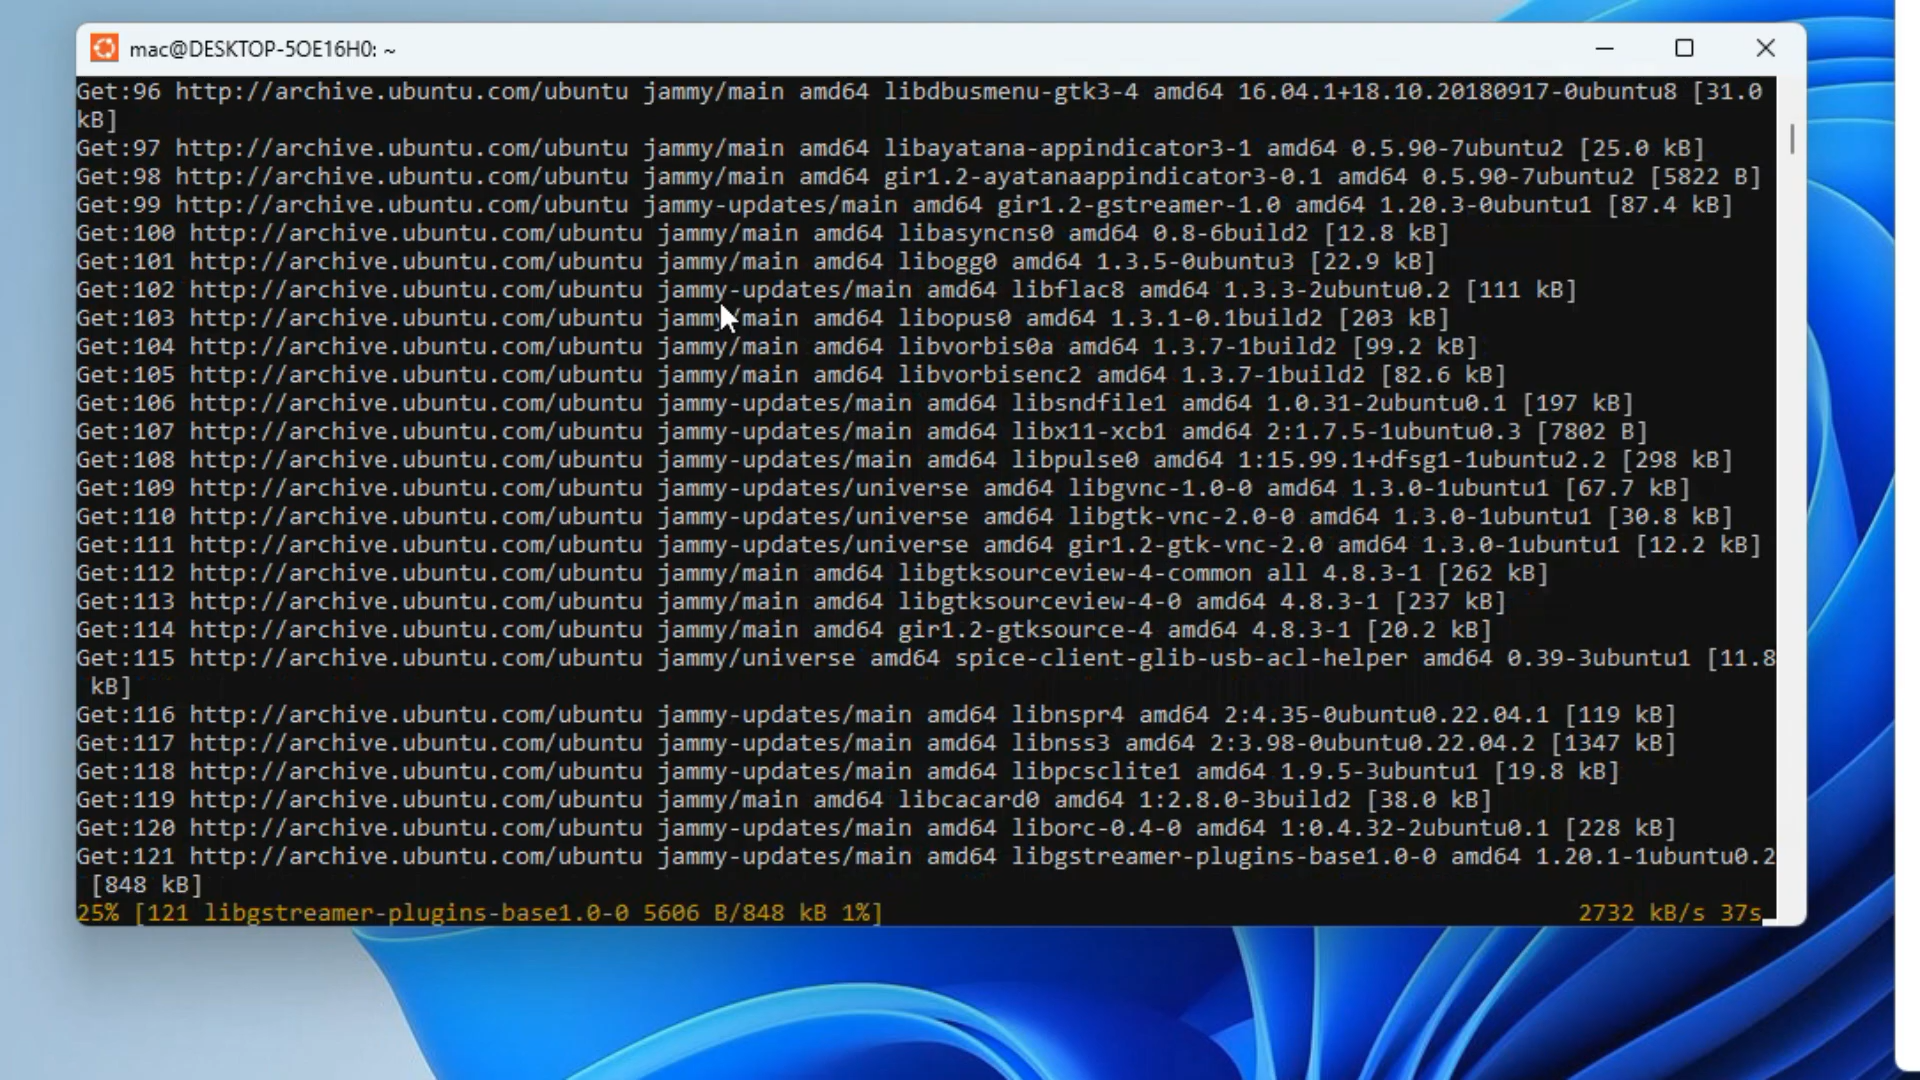 mac@DESKTOP-5OE16H0: ~
Get:96 http://archive.ubuntu.com/ubuntu jammy/main amd64 libdbusmenu-gtk3-4 amd64 16.04.1+18.10.20180917-0ubuntu8 [31.0
kB]
Get:97 http://archive.ubuntu.com/ubuntu jammy/main amd64 libayatana-appindicator3-1 amd64 0.5.90-7ubuntu2 [25.0 kB]
Get:98 http://archive.ubuntu.com/ubuntu jammy/main amd64 gir1.2-ayatanaappindicator3-0.1 amd64 0.5.90-7ubuntu2 [5822 B]
Get:99 http://archive.ubuntu.com/ubuntu jammy-updates/main amd64 gir1.2-gstreamer-1.0 amd64 1.20.3-0ubuntu1 [87.4 kB]
Get:100 http://archive.ubuntu.com/ubuntu jammy/main amd64 libasyncns0 amd64 0.8-6build2 [12.8 kB]
Get:101 http://archive.ubuntu.com/ubuntu jammy/main amd64 libogg0 amd64 1.3.5-0ubuntu3 [22.9 kB]
Get:102 http://archive.ubuntu.com/ubuntu jammy-updates/main amd64 libflac8 amd64 1.3.3-2ubuntu0.2 [111 kB]
Get:103 http://archive.ubuntu.com/ubuntu jammy/main amd64 libopus0 amd64 1.3.1-0.1build2 [203 kB]
Get:104 http://archive.ubuntu.com/ubuntu jammy/main amd64 libvorbis0a amd64 1.3.7-1build2 [99.2 kB]
Get:105 http://archive.ubuntu.com/ubuntu jammy/main amd64 libvorbisenc2 amd64 1.3.7-1build2 [82.6 kB]
Get:106 http://archive.ubuntu.com/ubuntu jammy-updates/main amd64 libsndfile1 amd64 1.0.31-2ubuntu0.1 [197 kB]
Get:107 http://archive.ubuntu.com/ubuntu jammy-updates/main amd64 libx11-xcb1 amd64 2:1.7.5-1ubuntu0.3 [7802 B]
Get:108 http://archive.ubuntu.com/ubuntu jammy-updates/main amd64 libpulse0 amd64 1:15.99.1+dfsg1-1ubuntu2.2 [298 kB]
Get:109 http://archive.ubuntu.com/ubuntu jammy-updates/universe amd64 libgvnc-1.0-0 amd64 1.3.0-1ubuntu1 [67.7 kB]
Get:110 http://archive.ubuntu.com/ubuntu jammy-updates/universe amd64 libgtk-vnc-2.0-0 amd64 1.3.0-1ubuntu1 [30.8 kB]
Get:111 http://archive.ubuntu.com/ubuntu jammy-updates/universe amd64 gir1.2-gtk-vnc-2.0 amd64 1.3.0-1ubuntu1 [12.2 kB]
Get:112 http://archive.ubuntu.com/ubuntu jammy/main amd64 libgtksourceview-4-common all 4.8.3-1 [262 kB]
Get:113 http://archive.ubuntu.com/ubuntu jammy/main amd64 libgtksourceview-4-0 amd64 4.8.3-1 [237 kB]
Get:114 http://archive.ubuntu.com/ubuntu jammy/main amd64 gir1.2-gtksource-4 amd64 4.8.3-1 [20.2 kB]
Get:115 http://archive.ubuntu.com/ubuntu jammy/universe amd64 spice-client-glib-usb-acl-helper amd64 0.39-3ubuntu1 [11.8
kB]
Get:116 http://archive.ubuntu.com/ubuntu jammy-updates/main amd64 libnspr4 amd64 2:4.35-0ubuntu0.22.04.1 [119 kB]
Get:117 http://archive.ubuntu.com/ubuntu jammy-updates/main amd64 libnss3 amd64 2:3.98-0ubuntu0.22.04.2 [1347 kB]
Get:118 http://archive.ubuntu.com/ubuntu jammy-updates/main amd64 libpcsclite1 amd64 1.9.5-3ubuntu1 [19.8 kB]
Get:119 http://archive.ubuntu.com/ubuntu jammy/main amd64 libcacard0 amd64 1:2.8.0-3build2 [38.0 kB]
Get:120 http://archive.ubuntu.com/ubuntu jammy-updates/main amd64 liborc-0.4-0 amd64 1:0.4.32-2ubuntu0.1 [228 kB]
Get:121 http://archive.ubuntu.com/ubuntu jammy-updates/main amd64 libgstreamer-plugins-base1.0-0 amd64 1.20.1-1ubuntu0.2
[848 kB]
25% [121 libgstreamer-plugins-base1.0-0 5606 B/848 kB 1%] 2732 kB/s 37s